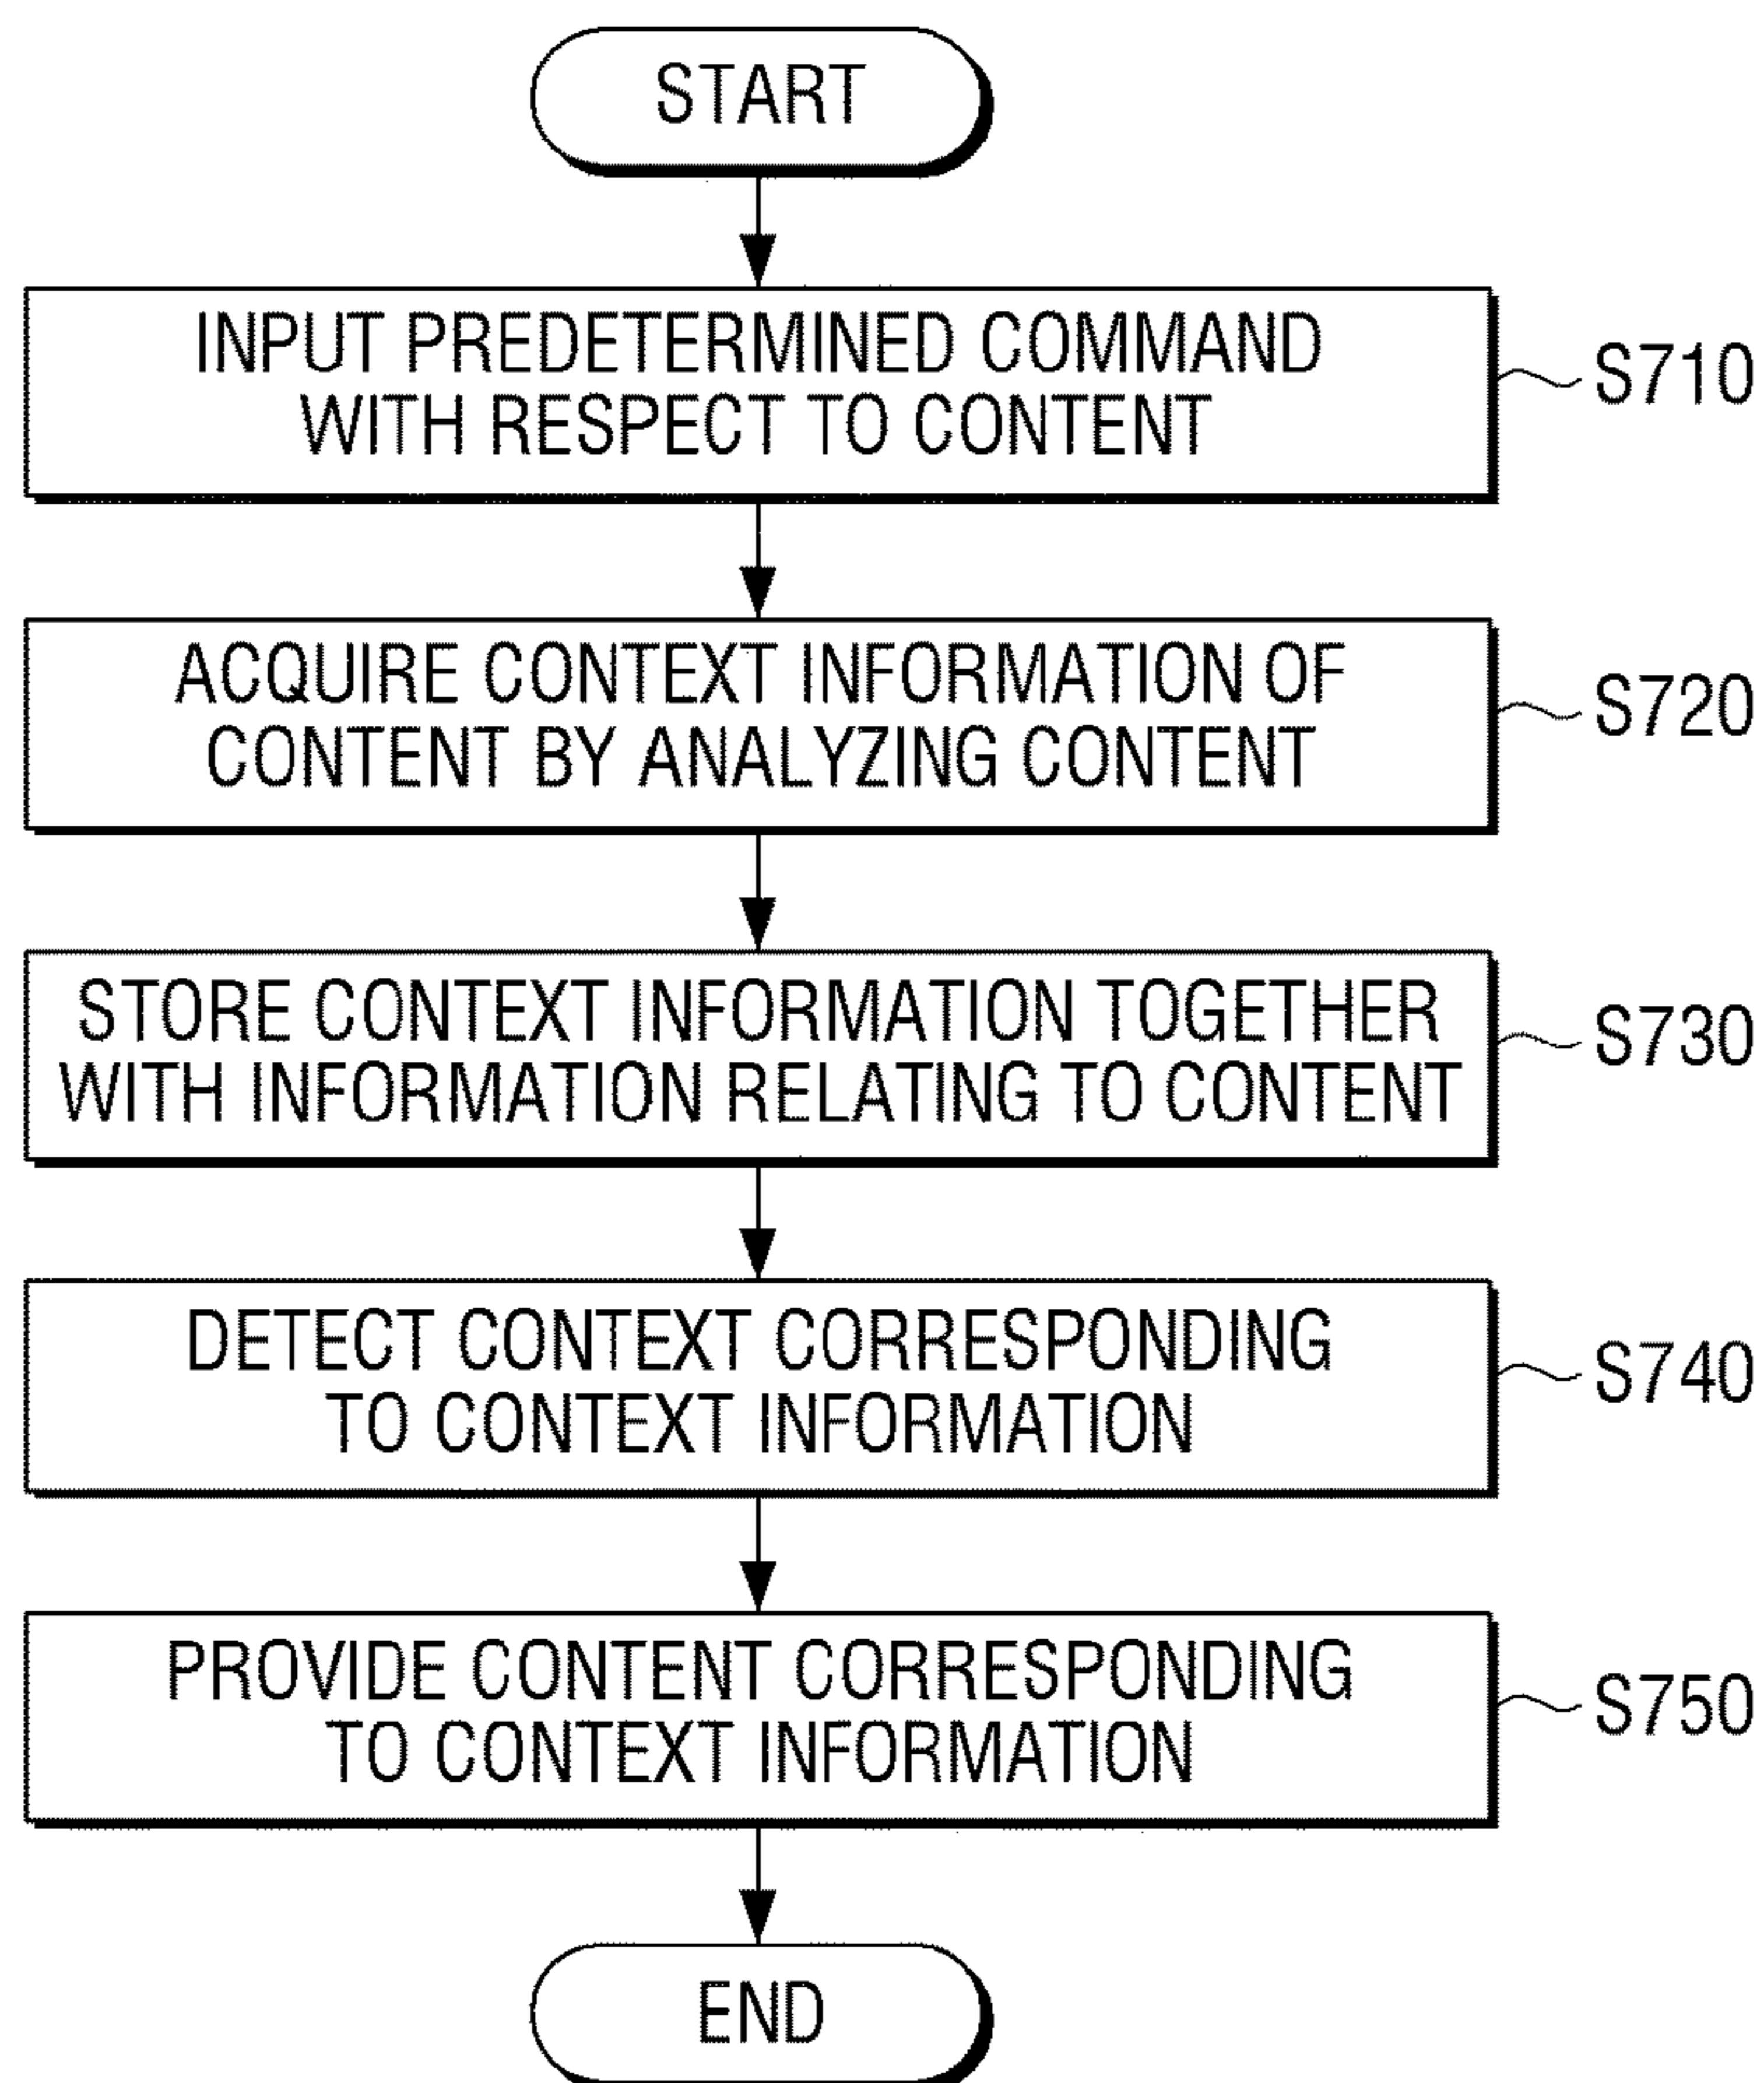 START
INPUT PREDETERMINED COMMAND
WITH RESPECT TO CONTENT
S710
ACQUIRE CONTEXT INFORMATION OF
CONTENT BY ANALYZING CONTENT
S720
STORE CONTEXT INFORMATION TOGETHER
WITH INFORMATION RELATING TO CONTENT
S730
DETECT CONTEXT CORRESPONDING
TO CONTEXT INFORMATION
S740
PROVIDE CONTENT CORRESPONDING
TO CONTEXT INFORMATION
S750
END